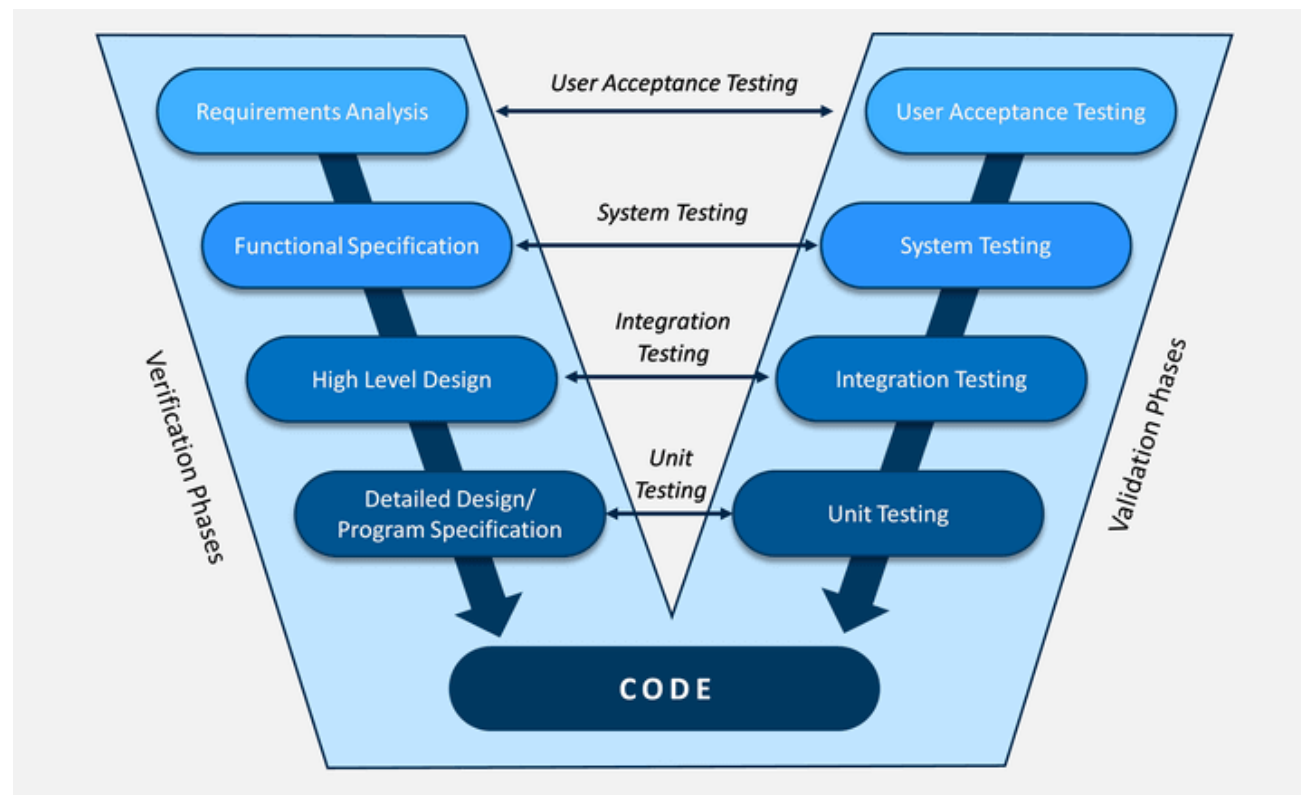 User Acceptance Testing
Requirements Analysis
User Acceptance Testing
System Testing
Functional Specification
System Testing
Integration
Testing
High Level Design
Integration Testing
Verification Phases
Validation Phases
Unit
Testing
Detailed Design/
Program Specification
Unit Testing
CODE